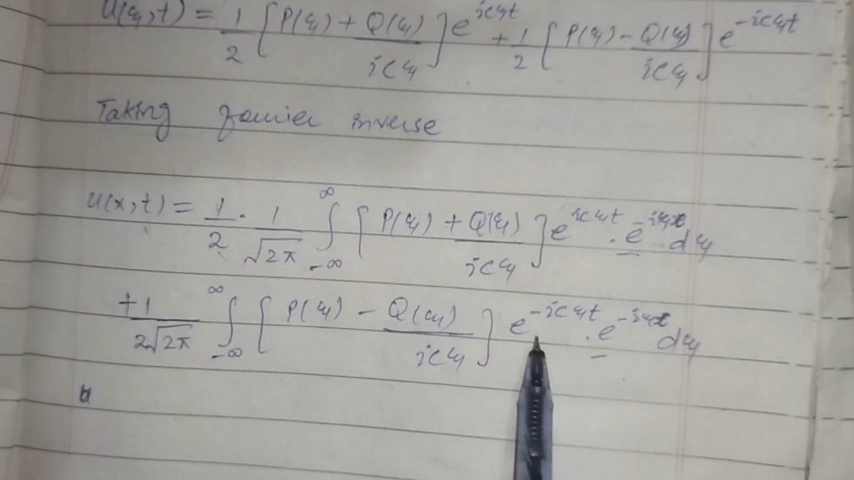 U(ξ,t) = 1/2 [P(ξ) + Q(ξ)/icξ] e^{icξt} + 1/2 [P(ξ) - Q(ξ)/icξ] e^{-icξt}
Taking fourier inverse
u(x,t) = 1/2 · 1/√2π ∫_{-∞}^{∞} [P(ξ) + Q(ξ)/icξ] e^{icξt} · e^{-iξx} dξ
+1/2√2π ∫_{-∞}^{∞} [P(ξ) - Q(ξ)/icξ] e^{-icξt} · e^{-iξx} dξ